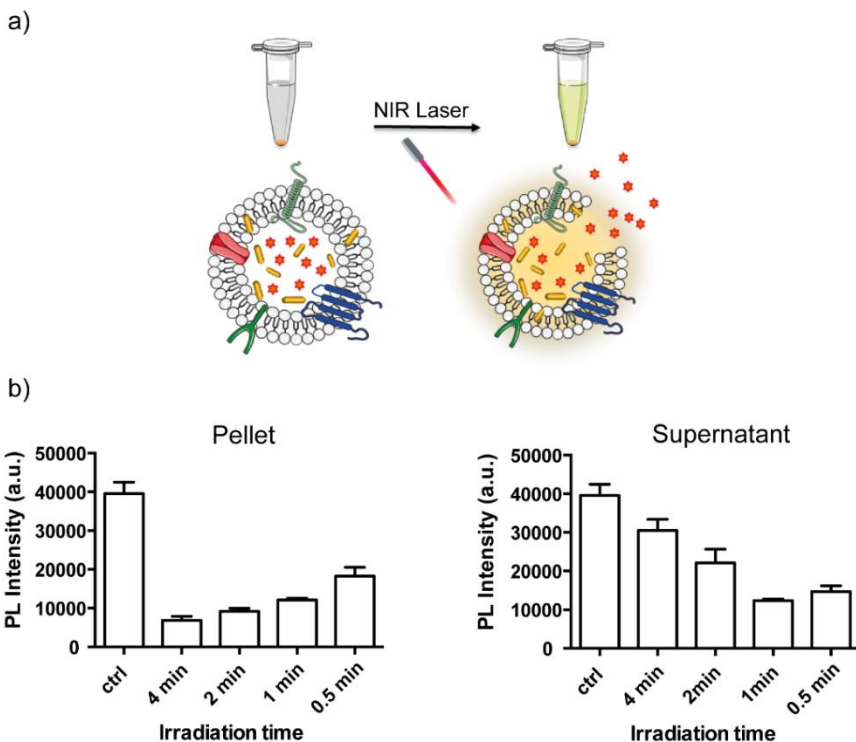 a)
NIR Laser
b)
Pellet
PL Intensity (a.u.)
50000
40000
30000
20000
10000
0
ctrl
4 min
2 min
1 min
0.5 min
Irradiation time
Supernatant
PL Intensity (a.u.)
50000
40000
30000
20000
10000
0
ctrl
4 min
2min
1min
0.5 min
Irradiation time